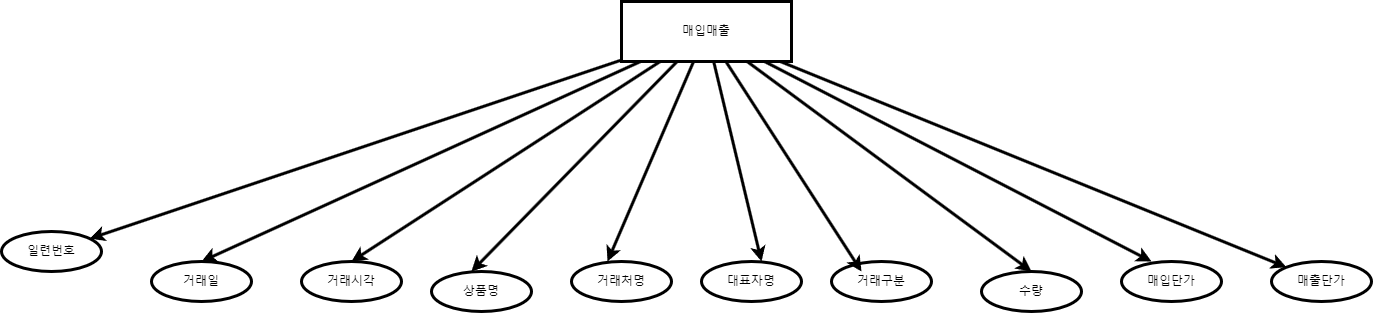 매입매출
일련번호
거래일
거래시각
상품명
거래처명
대표자명
거래구분
수량
매입단가
매출단가